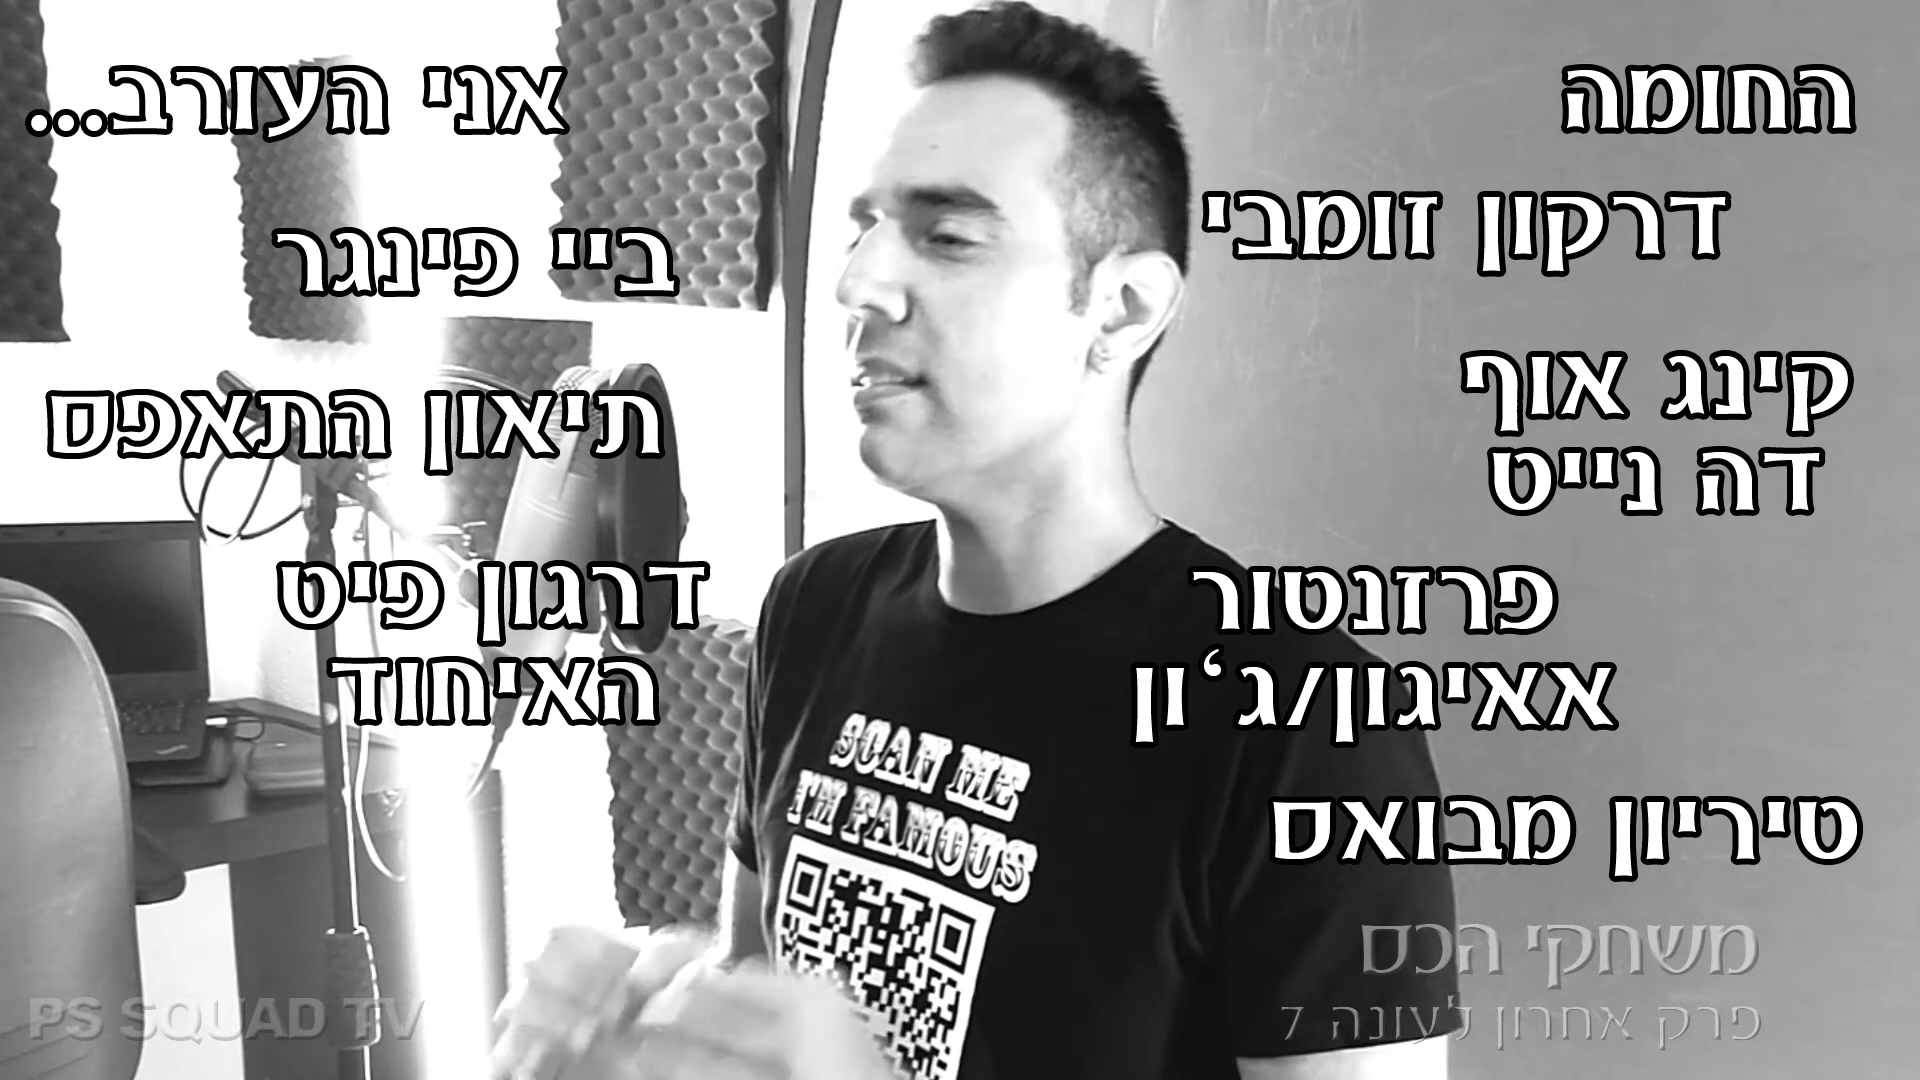 החומה
דרקון זומבי
קינג אוף
דה נייט
פרזנטור
אאיגון/ג'ון
טיריון מבואס
אני העורב...
ביי פינגר
תיאון התאפס
דרגון פיט
האיחוד
SCAN ME
I'M FAMOUS
משחקי הכס
פרק אחרון לעונה 7
PS SQUAD TV